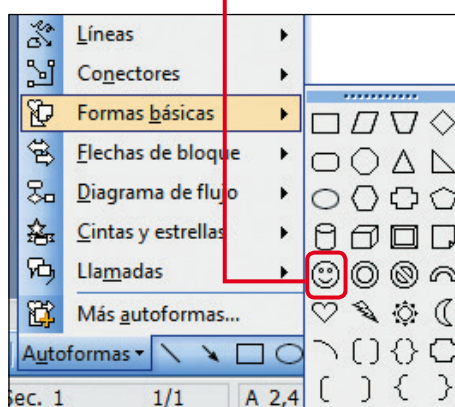 Líneas
Conectores
Formas básicas
Flechas de bloque
Diagrama de flujo
Cintas y estrellas
Llamadas
Más autoformas...
Autoformas
Sec. 1 1/1 A 2,4